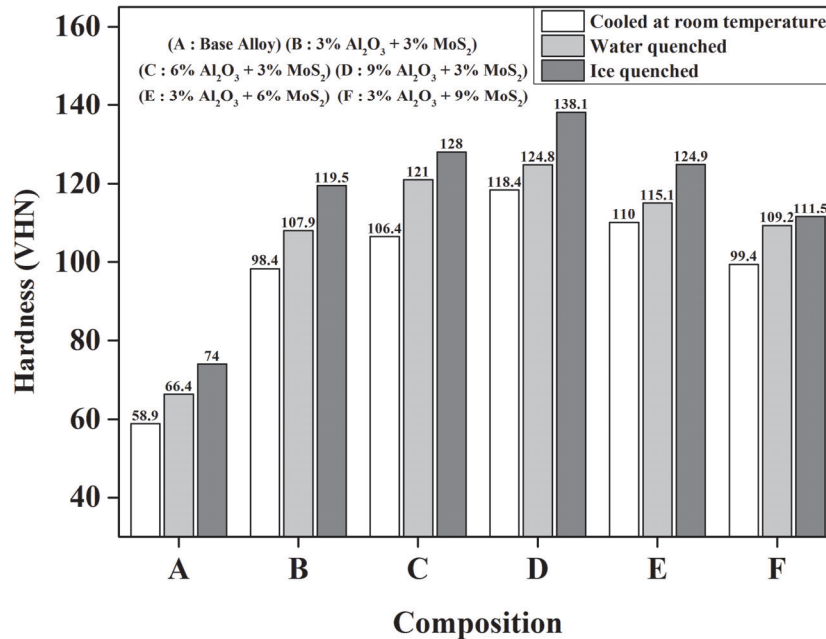 160
140
120
100
80
60
40
Hardness (VHN)
(A : Base Alloy) (B : 3% Al₂O₃ + 3% MoS₂)
(C : 6% Al₂O₃ + 3% MoS₂) (D : 9% Al₂O₃ + 3% MoS₂)
(E : 3% Al₂O₃ + 6% MoS₂) (F : 3% Al₂O₃ + 9% MoS₂)
Cooled at room temperature
Water quenched
Ice quenched
58.9
66.4
74
98.4
107.9
119.5
106.4
121
128
118.4
124.8
138.1
110
115.1
124.9
99.4
109.2
111.5
A
B
C
D
E
F
Composition